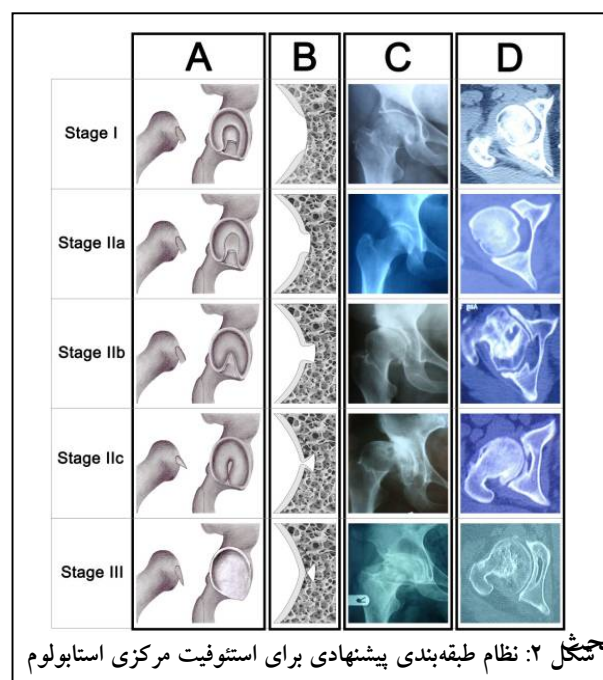 A B C D
Stage I
Stage IIa
Stage IIb
Stage IIc
Stage III
بحث
شکل ۲: نظام طبقه‌بندی پیشنهادی برای استئوفیت مرکزی استابولوم